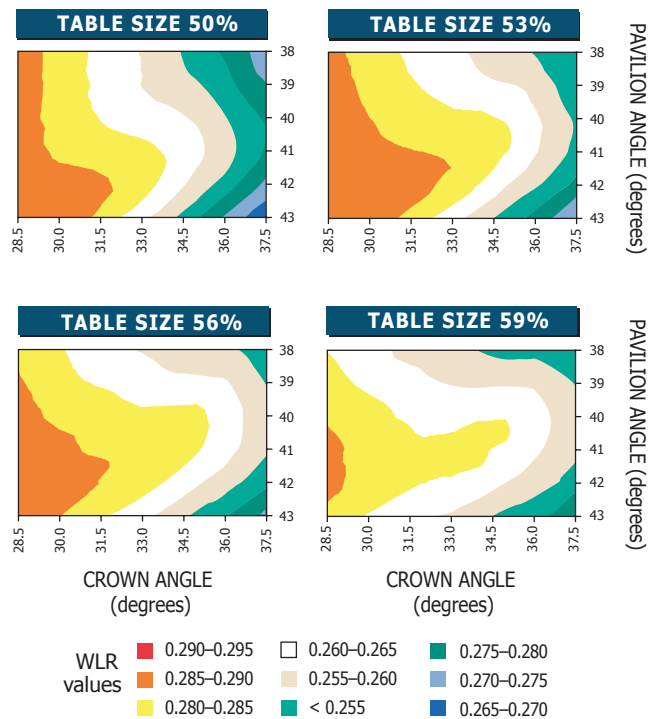 TABLE SIZE 50%
TABLE SIZE 53%
38
39
40
41
42
43
28.5 30.0 31.5 33.0 34.5 36.0 37.5
38
39
40
41
42
43
28.5 30.0 31.5 33.0 34.5 36.0 37.5
PAVILION ANGLE (degrees)
TABLE SIZE 56%
TABLE SIZE 59%
38
39
40
41
42
43
28.5 30.0 31.5 33.0 34.5 36.0 37.5
38
39
40
41
42
43
28.5 30.0 31.5 33.0 34.5 36.0 37.5
PAVILION ANGLE (degrees)
CROWN ANGLE
(degrees)
CROWN ANGLE
(degrees)
WLR
values
0.290–0.295
0.285–0.290
0.280–0.285
0.260–0.265
0.255–0.260
< 0.255
0.275–0.280
0.270–0.275
0.265–0.270